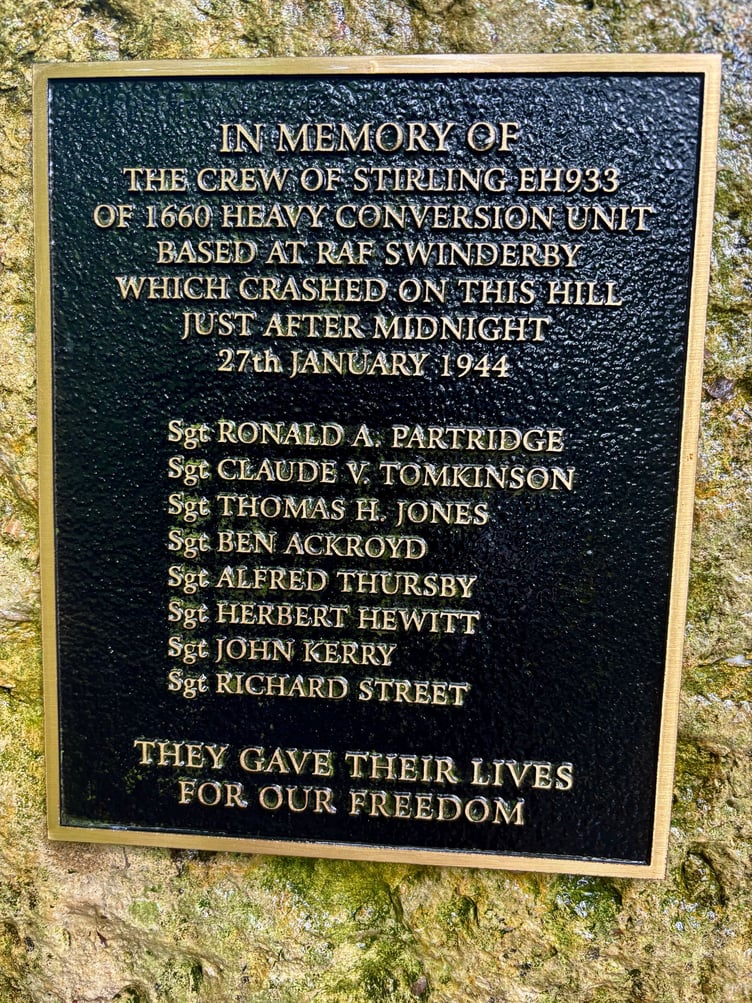 IN MEMORY OF
THE CREW OF STIRLING EH933
OF 1660 HEAVY CONVERSION UNIT
BASED AT RAF SWINDERBY
WHICH CRASHED ON THIS HILL
JUST AFTER MIDNIGHT
27th JANUARY 1944
Sgt RONALD A. PARTRIDGE
Sgt CLAUDE V. TOMKINSON
Sgt THOMAS H. JONES
Sgt BEN ACKROYD
Sgt ALFRED THURSBY
Sgt HERBERT HEWITT
Sgt JOHN KERRY
Sgt RICHARD STREET
THEY GAVE THEIR LIVES
FOR OUR FREEDOM